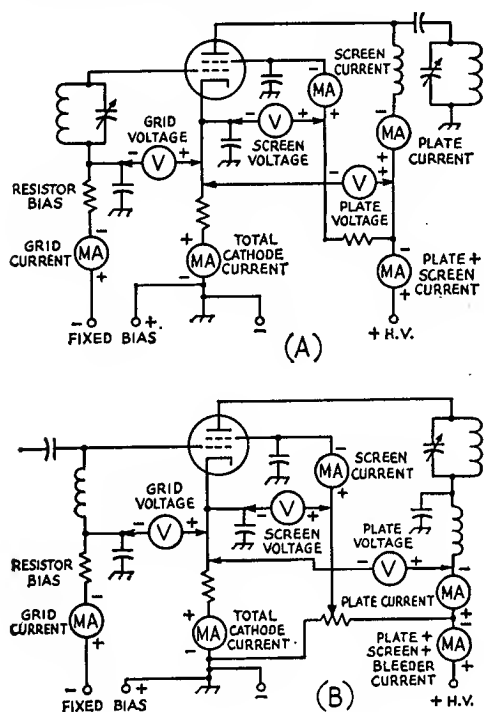 SCREEN
CURRENT
-
MA
+
GRID
VOLTAGE
- V +
- V +
SCREEN
VOLTAGE
-
MA
+
PLATE
CURRENT
- V +
PLATE
VOLTAGE
RESISTOR
BIAS
GRID
CURRENT
-
MA
+
+
MA
-
TOTAL
CATHODE
CURRENT
-
MA
+
PLATE +
SCREEN
CURRENT
- FIXED BIAS +
-
(A)
+ H.V.
-
MA
+
SCREEN
CURRENT
GRID
VOLTAGE
- V +
- V +
SCREEN
VOLTAGE
PLATE
VOLTAGE
- V +
RESISTOR
BIAS
GRID
CURRENT
-
MA
+
+
MA
-
TOTAL
CATHODE
CURRENT
PLATE CURRENT
-
MA
+
-
MA
+
PLATE +
SCREEN +
BLEEDER
CURRENT
- FIXED BIAS +
-
(B)
+ H.V.